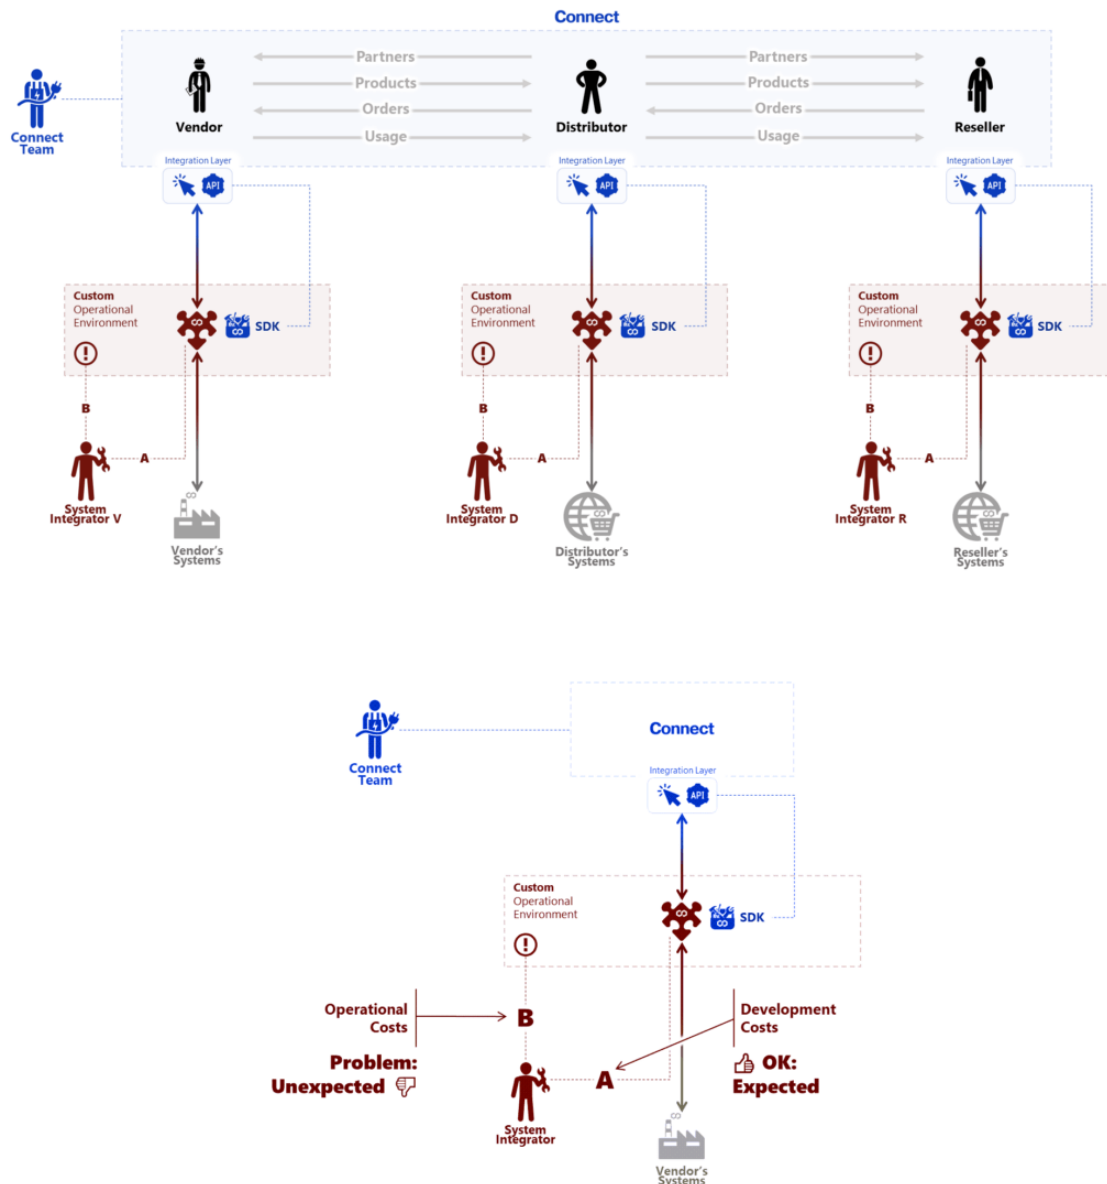 Connect
Partners
Partners
Products
Products
Orders
Orders
Usage
Usage
Vendor
Distributor
Reseller
Connect
Team
Integration Layer
Integration Layer
Integration Layer
API
API
API
Custom
Operational
Environment
SDK
Custom
Operational
Environment
SDK
Custom
Operational
Environment
SDK
B
A
B
A
B
A
System
Integrator V
System
Integrator D
System
Integrator R
Vendor's
Systems
Distributor's
Systems
Reseller's
Systems
Connect
Connect
Team
Integration Layer
API
Custom
Operational
Environment
SDK
Operational
Costs
B
Development
Costs
Problem:
Unexpected
A
OK:
Expected
System
Integrator
Vendor's
Systems